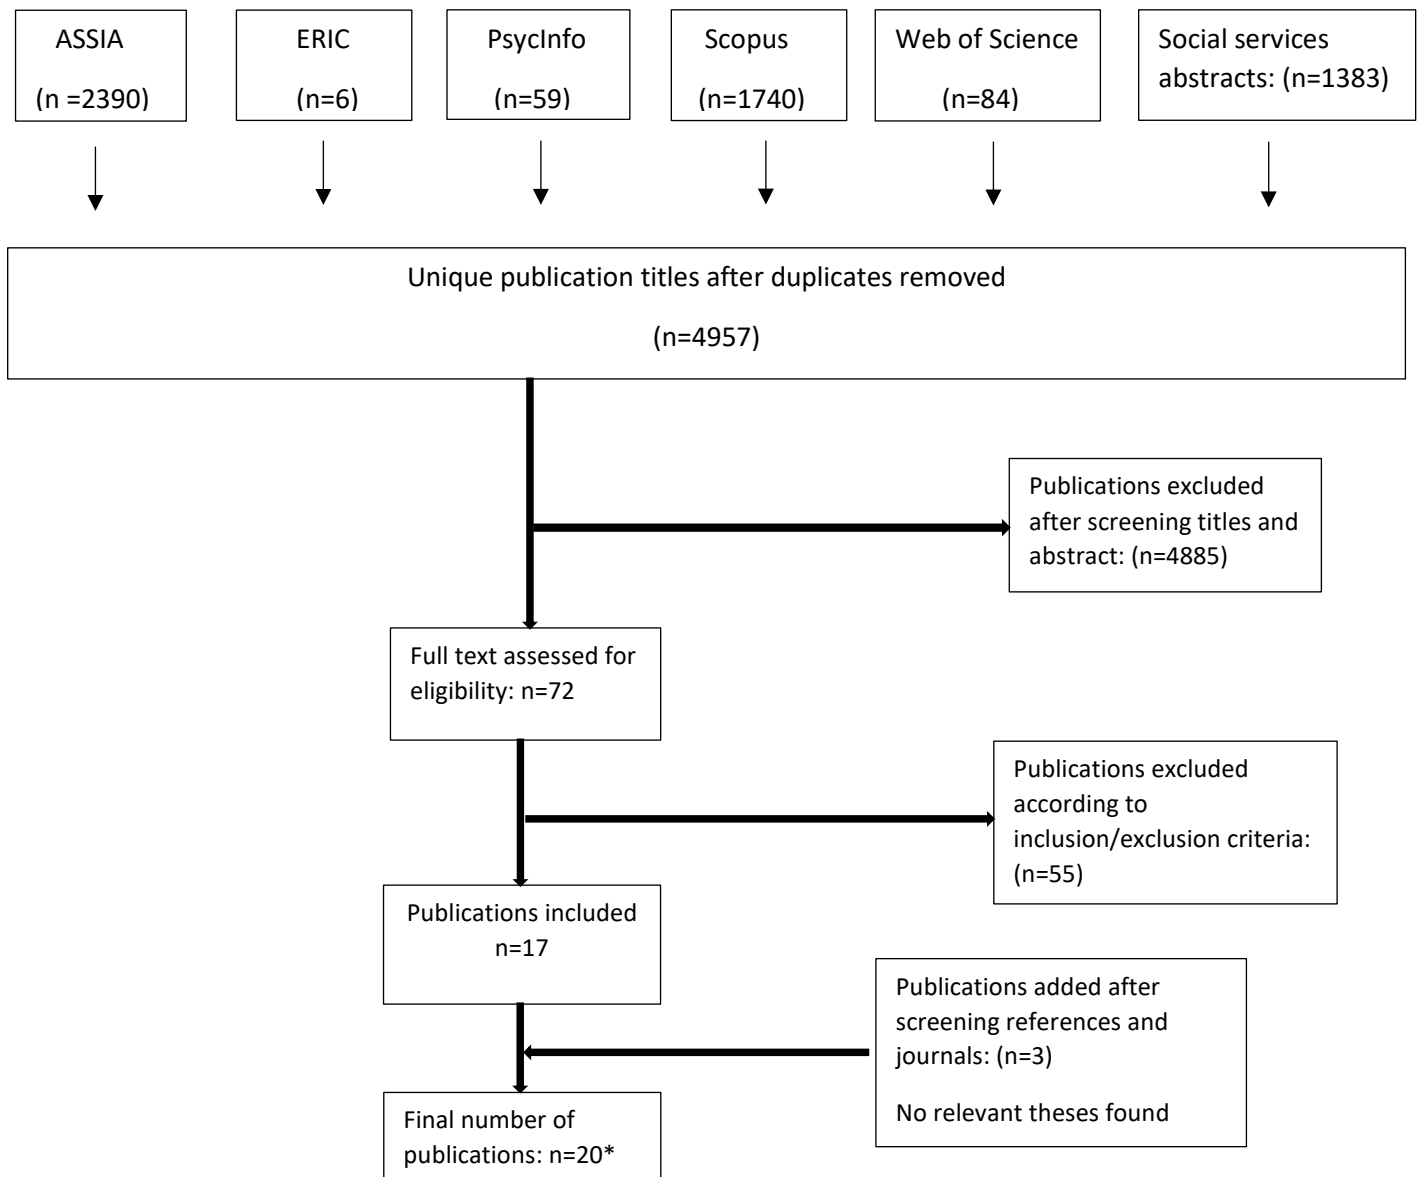 ASSIA
(n =2390)
ERIC
(n=6)
PsycInfo
(n=59)
Scopus
(n=1740)
Web of Science
(n=84)
Social services
abstracts: (n=1383)
Unique publication titles after duplicates removed
(n=4957)
Publications excluded
after screening titles and
abstract: (n=4885)
Full text assessed for
eligibility: n=72
Publications excluded
according to
inclusion/exclusion criteria:
(n=55)
Publications included
n=17
Publications added after
screening references and
journals: (n=3)
No relevant theses found
Final number of
publications: n=20*